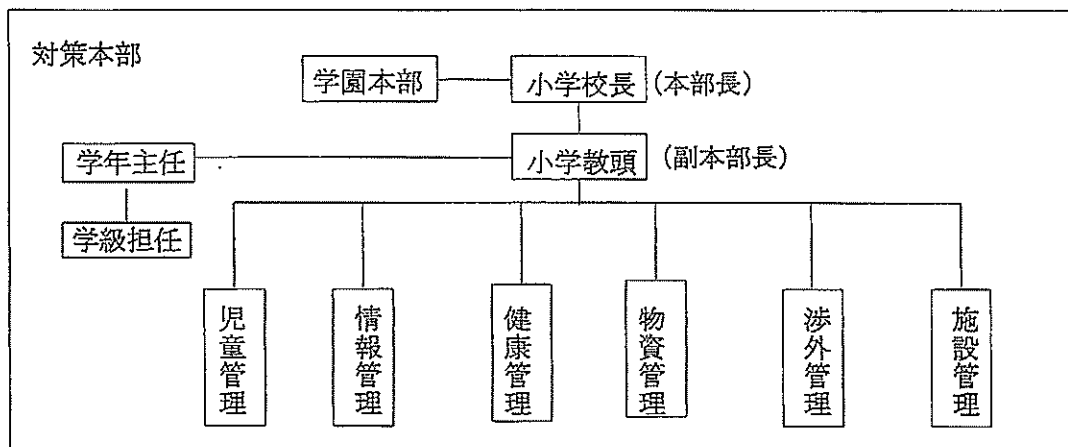 対策本部
学園本部
小学校長 (本部長)
学年主任
小学教頭 (副本部長)
学級担任
児童管理
情報管理
健康管理
物資管理
渉外管理
施設管理